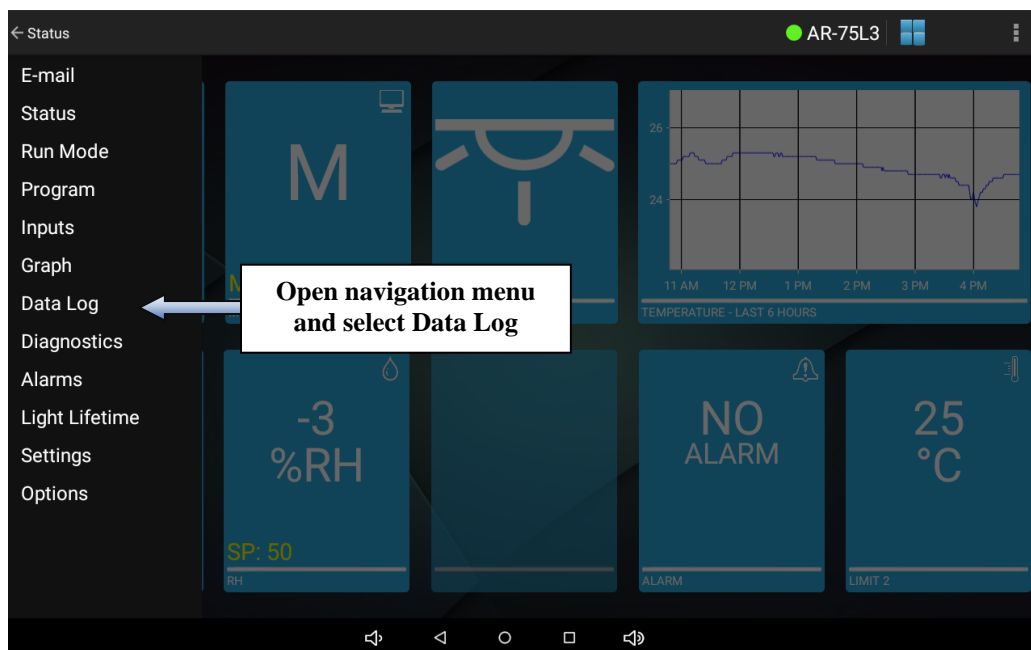 Status
AR-75L3
E-mail
Status
Run Mode
Program
Inputs
Graph
Data Log
Diagnostics
Alarms
Light Lifetime
Settings
Options
M
M
Open navigation menu
and select Data Log
26
24
11 AM 12 PM 1 PM 2 PM 3 PM 4 PM
TEMPERATURE - LAST 6 HOURS
-3
%RH
SP: 50
RH
NO
ALARM
ALARM
25
°C
LIMIT 2